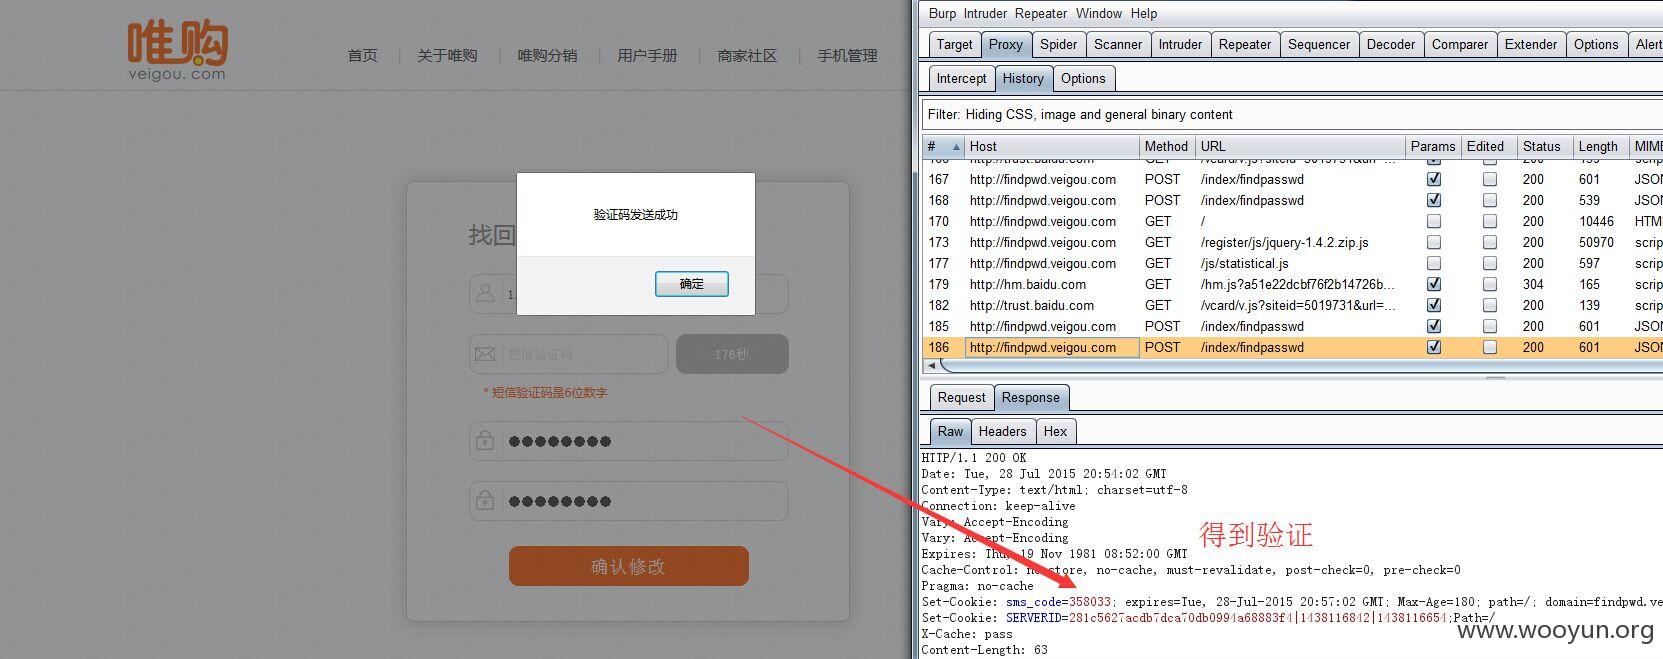 唯购
veigou.com
首页 | 关于唯购 | 唯购分销 | 用户手册 | 商家社区 | 手机管理
找回
验证码发送成功
确定
短信验证码
176秒
* 短信验证码是6位数字
确认修改
Burp Intruder Repeater Window Help
Target Proxy Spider Scanner Intruder Repeater Sequencer Decoder Comparer Extender Options Alert
Intercept History Options
Filter: Hiding CSS, image and general binary content
# Host Method URL Params Edited Status Length MIME
166 http://trust.baidu.com GET /vcard/v.js?siteid=5019731&url=... 200 139 scrip
167 http://findpwd.veigou.com POST /index/findpasswd 200 601 JSON
168 http://findpwd.veigou.com POST /index/findpasswd 200 539 JSON
170 http://findpwd.veigou.com GET / 200 10446 HTML
173 http://findpwd.veigou.com GET /register/js/jquery-1.4.2.zip.js 200 50970 scrip
177 http://findpwd.veigou.com GET /js/statistical.js 200 597 scrip
179 http://hm.baidu.com GET /hm.js?a51e22dcbf76f2b14726b... 304 165 scrip
182 http://trust.baidu.com GET /vcard/v.js?siteid=5019731&url=... 200 139 scrip
185 http://findpwd.veigou.com POST /index/findpasswd 200 601 JSON
186 http://findpwd.veigou.com POST /index/findpasswd 200 601 JSON
Request Response
Raw Headers Hex
HTTP/1.1 200 OK
Date: Tue, 28 Jul 2015 20:54:02 GMT
Content-Type: text/html; charset=utf-8
Connection: keep-alive
Vary: Accept-Encoding
Vary: Accept-Encoding
得到验证
Expires: Thu, 19 Nov 1981 08:52:00 GMT
Cache-Control: no-store, no-cache, must-revalidate, post-check=0, pre-check=0
Pragma: no-cache
Set-Cookie: sms_code=358033; expires=Tue, 28-Jul-2015 20:57:02 GMT; Max-Age=180; path=/; domain=findpwd.ve
Set-Cookie: SERVERID=281c5627acdb7dca70db0994a68883f4|1438116842|1438116654;Path=/
X-Cache: pass
Content-Length: 63
www.wooyun.org